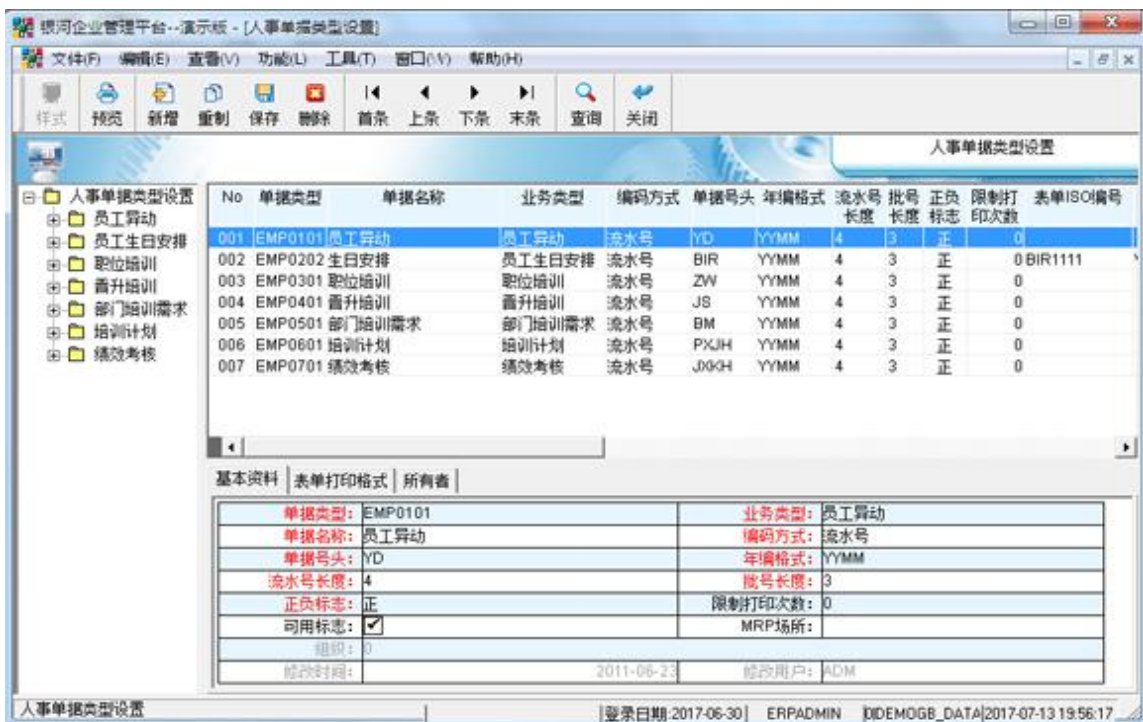 银河企业管理平台--演示版 - [人事单据类型设置]
文件(F) 编辑(E) 查看(V) 功能(L) 工具(T) 窗口(W) 帮助(H)
样式 预览 新增 重制 保存 删除 首条 上条 下条 末条 查询 关闭
人事单据类型设置
人事单据类型设置
员工异动
员工生日安排
职位培训
晋升培训
部门培训需求
培训计划
绩效考核
No 单据类型 单据名称 业务类型 编码方式 单据号头 年编格式 流水号长度 批号长度 正负标志 限制打印次数 表单ISO编号
001 EMP0101 员工异动 员工异动 流水号 YD YYMM 4 3 正 0
002 EMP0202 生日安排 员工生日安排 流水号 BIR YYMM 4 3 正 0 BIR1111
003 EMP0301 职位培训 职位培训 流水号 ZW YYMM 4 3 正 0
004 EMP0401 晋升培训 晋升培训 流水号 JS YYMM 4 3 正 0
005 EMP0501 部门培训需求 部门培训需求 流水号 BM YYMM 4 3 正 0
006 EMP0601 培训计划 培训计划 流水号 PXJH YYMM 4 3 正 0
007 EMP0701 绩效考核 绩效考核 流水号 JXKH YYMM 4 3 正 0
基本资料 表单打印格式 所有者
单据类型: EMP0101 业务类型: 员工异动
单据名称: 员工异动 编码方式: 流水号
单据号头: YD 年编格式: YYMM
流水号长度: 4 批号长度: 3
正负标志: 正 限制打印次数: 0
可用标志: MRP场所:
组织: 0
修改时间: 2011-06-23 修改用户: ADM
人事单据类型设置 登录日期:2017-06-30 ERPADMIN 0|DEMOGB_DATA|2017-07-13 19:56:17